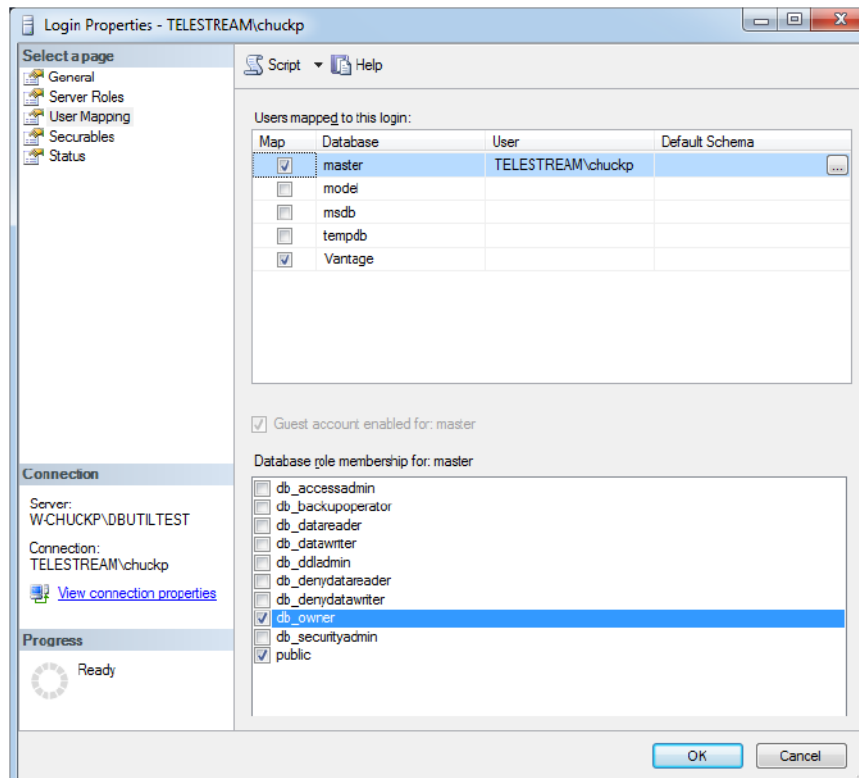 Login Properties - TELESTREAM\chuckp
Select a page
General
Server Roles
User Mapping
Securables
Status
Script Help
Users mapped to this login:
Map Database User Default Schema
master TELESTREAM\chuckp ...
model
msdb
tempdb
Vantage
Guest account enabled for: master
Database role membership for: master
db_accessadmin
db_backupoperator
db_datareader
db_datawriter
db_ddladmin
db_denydatareader
db_denydatawriter
db_owner
db_securityadmin
public
Connection
Server:
W-CHUCKP\DBUTILTEST
Connection:
TELESTREAM\chuckp
View connection properties
Progress
Ready
OK Cancel